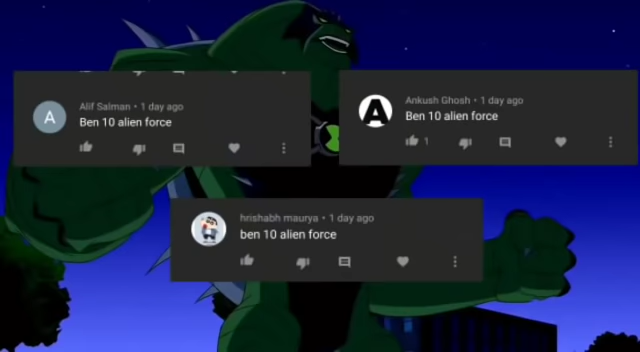 Alif Salman • 1 day ago
Ben 10 alien force
Ankush Ghosh • 1 day ago
Ben 10 alien force
1
hrishabh maurya • 1 day ago
ben 10 alien force
A
A